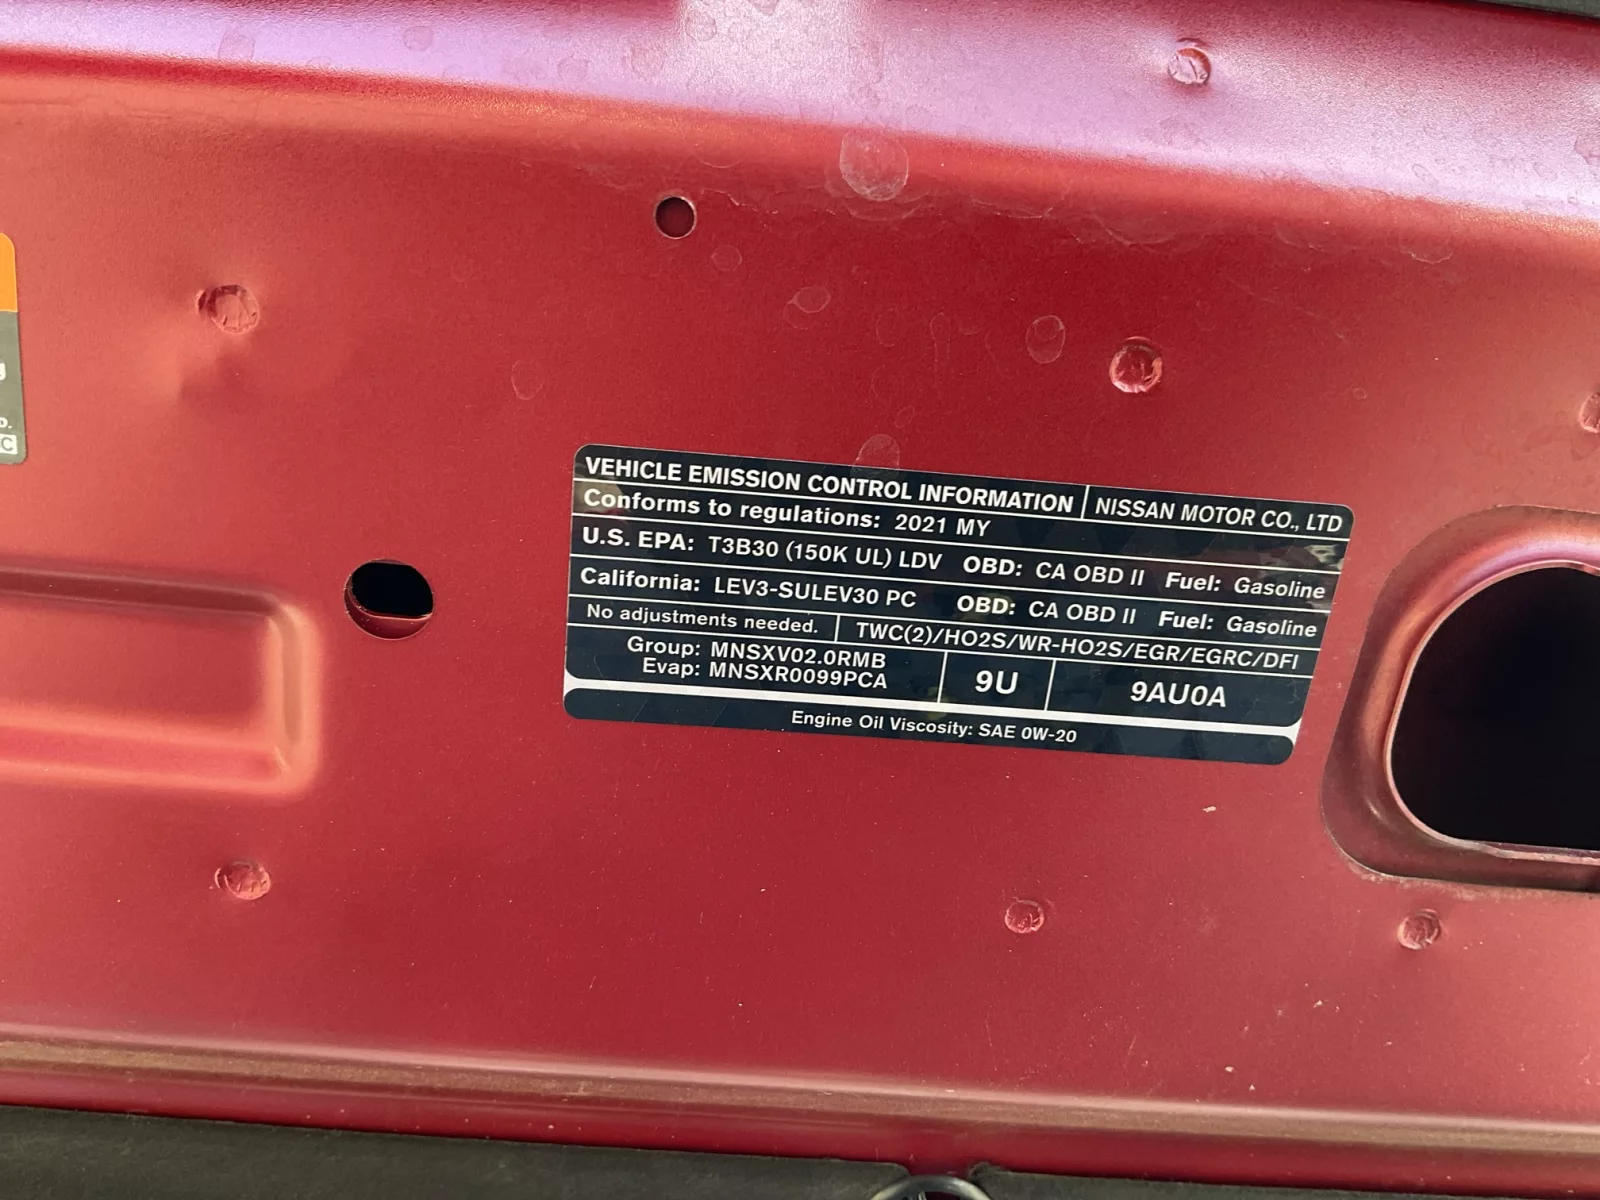 D.
C
VEHICLE EMISSION CONTROL INFORMATION NISSAN MOTOR CO., LTD
Conforms to regulations: 2021 MY
U.S. EPA: T3B30 (150K UL) LDV OBD: CA OBD II Fuel: Gasoline
California: LEV3-SULEV30 PC OBD: CA OBD II Fuel: Gasoline
No adjustments needed. TWC(2)/HO2S/WR-HO2S/EGR/EGRC/DFI
Group: MNSXV02.0RMB
Evap: MNSXR0099PCA
9U
9AU0A
Engine Oil Viscosity: SAE 0W-20